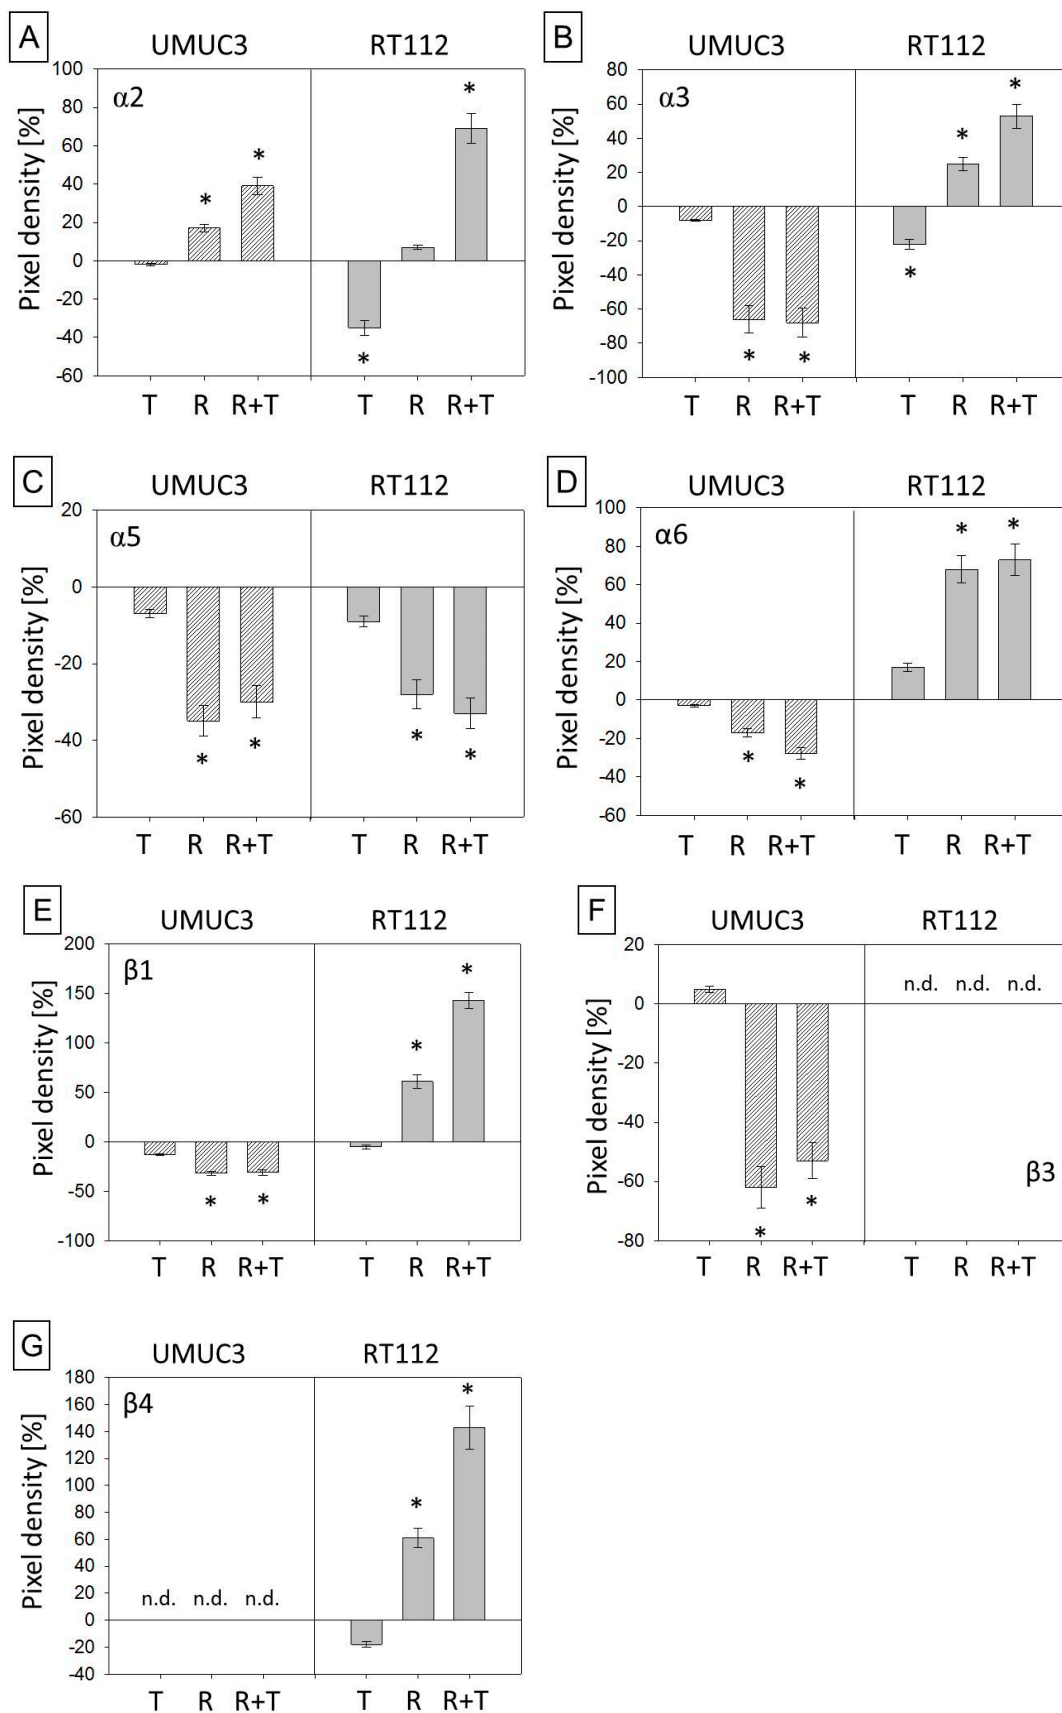 A
UMUC3 RT112
α2
Pixel density [%]
100
80
60
40
20
0
-20
-40
-60
* * * *
T R R+T T R R+T
B
UMUC3 RT112
α3
Pixel density [%]
80
60
40
20
0
-20
-40
-60
-80
-100
* * * * *
T R R+T T R R+T
C
UMUC3 RT112
α5
Pixel density [%]
20
0
-20
-40
-60
* * * *
T R R+T T R R+T
D
UMUC3 RT112
α6
Pixel density [%]
100
80
60
40
20
0
-20
-40
-60
* * * *
T R R+T T R R+T
E
UMUC3 RT112
β1
Pixel density [%]
200
150
100
50
0
-50
-100
* * * *
T R R+T T R R+T
F
UMUC3 RT112
Pixel density [%]
20
0
-20
-40
-60
-80
n.d. n.d. n.d.
β3
* *
T R R+T T R R+T
G
UMUC3 RT112
β4
Pixel density [%]
180
160
140
120
100
80
60
40
20
0
-20
-40
* *
n.d. n.d. n.d.
T R R+T T R R+T